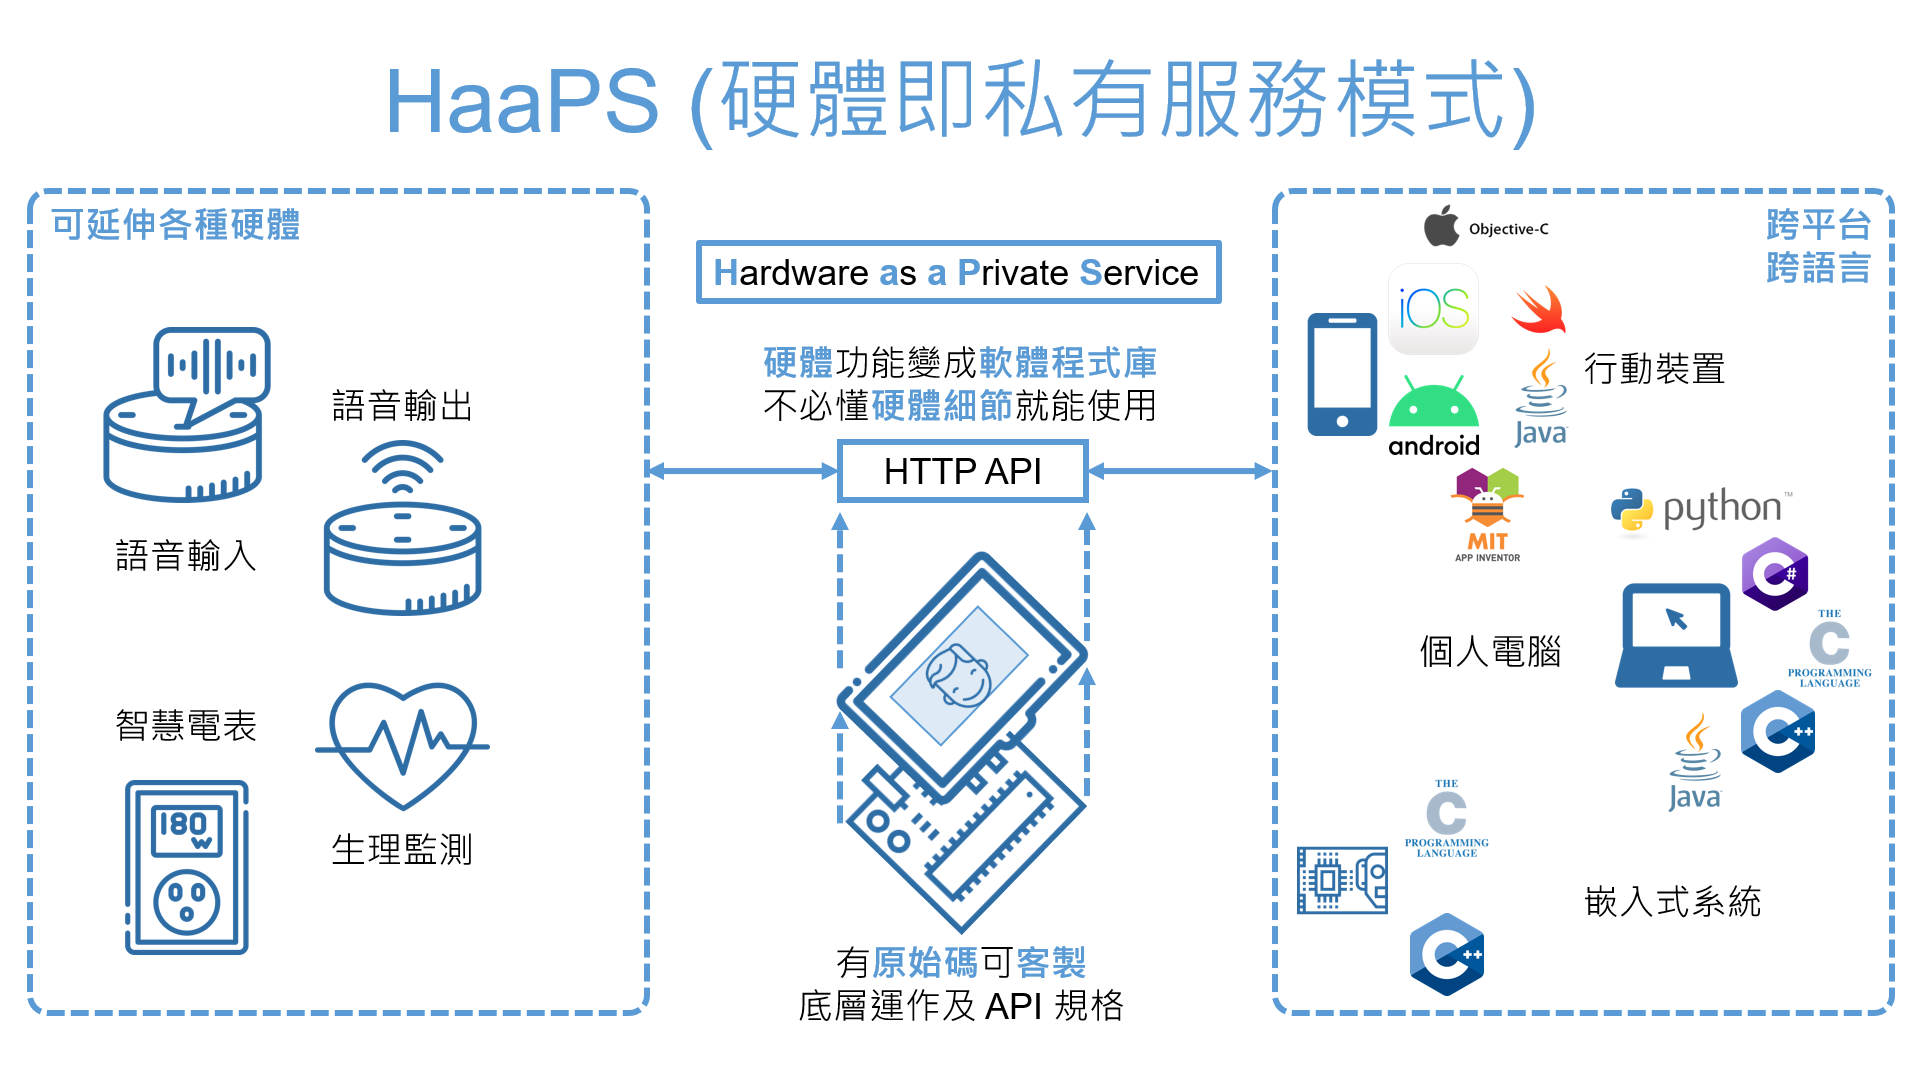 HaaPS (硬體即私有服務模式)
可延伸各種硬體
語音輸出
語音輸入
智慧電表
180
W
生理監測
Hardware as a Private Service
硬體功能變成軟體程式庫
不必懂硬體細節就能使用
HTTP API
有原始碼可客製
底層運作及 API 規格
跨平台
跨語言
Objective-C
iOS
行動裝置
android
Java
MIT
APP INVENTOR
python™
C#
個人電腦
THE
C
PROGRAMMING
LANGUAGE
C++
Java
THE
C
PROGRAMMING
LANGUAGE
嵌入式系統
C++